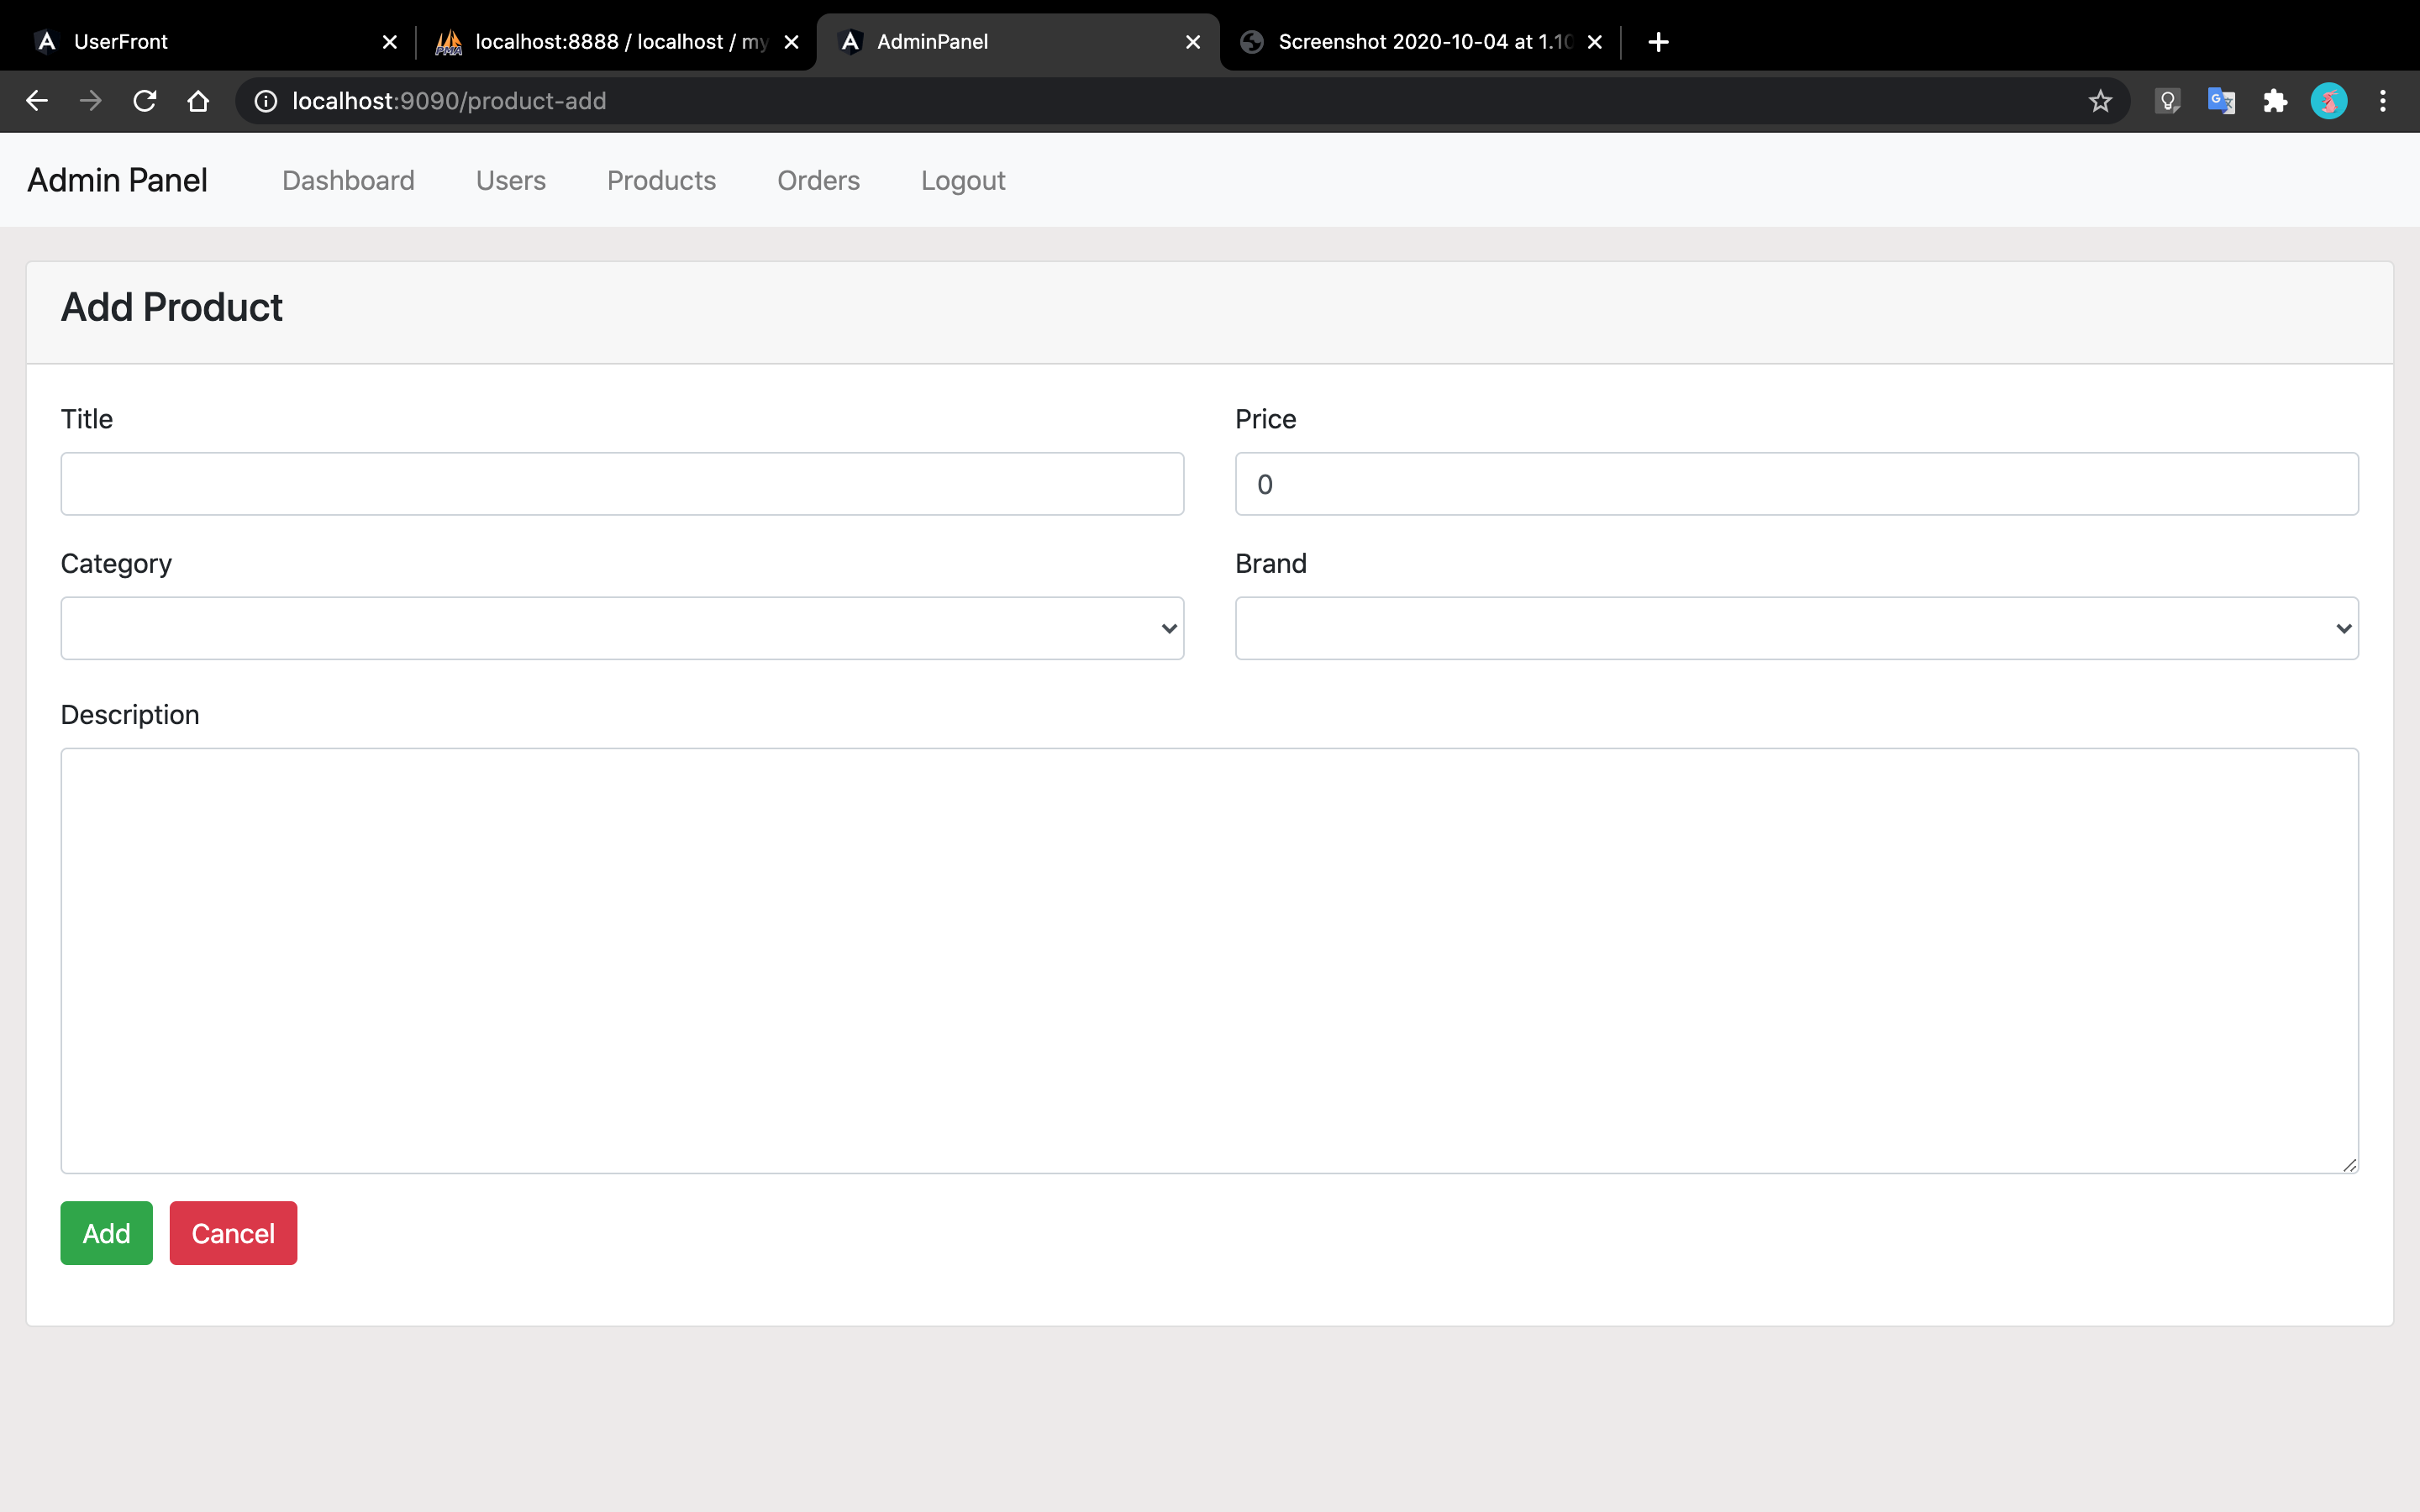 UserFront
localhost:8888 / localhost / my
AdminPanel
Screenshot 2020-10-04 at 1.10
localhost:9090/product-add
Admin Panel
Dashboard
Users
Products
Orders
Logout
Add Product
Title
Price
0
Category
Brand
Description
Add
Cancel